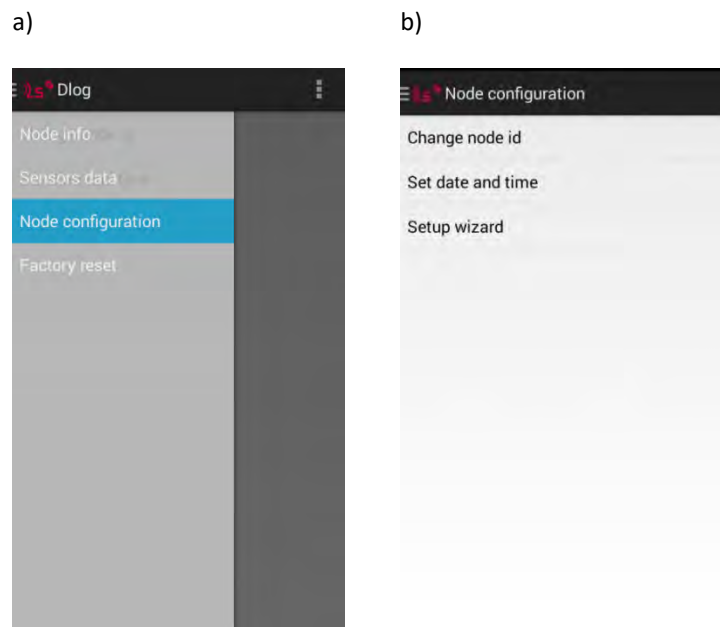 a)
b)
Dlog
Node info
Sensors data
Node configuration
Factory reset
Node configuration
Change node id
Set date and time
Setup wizard